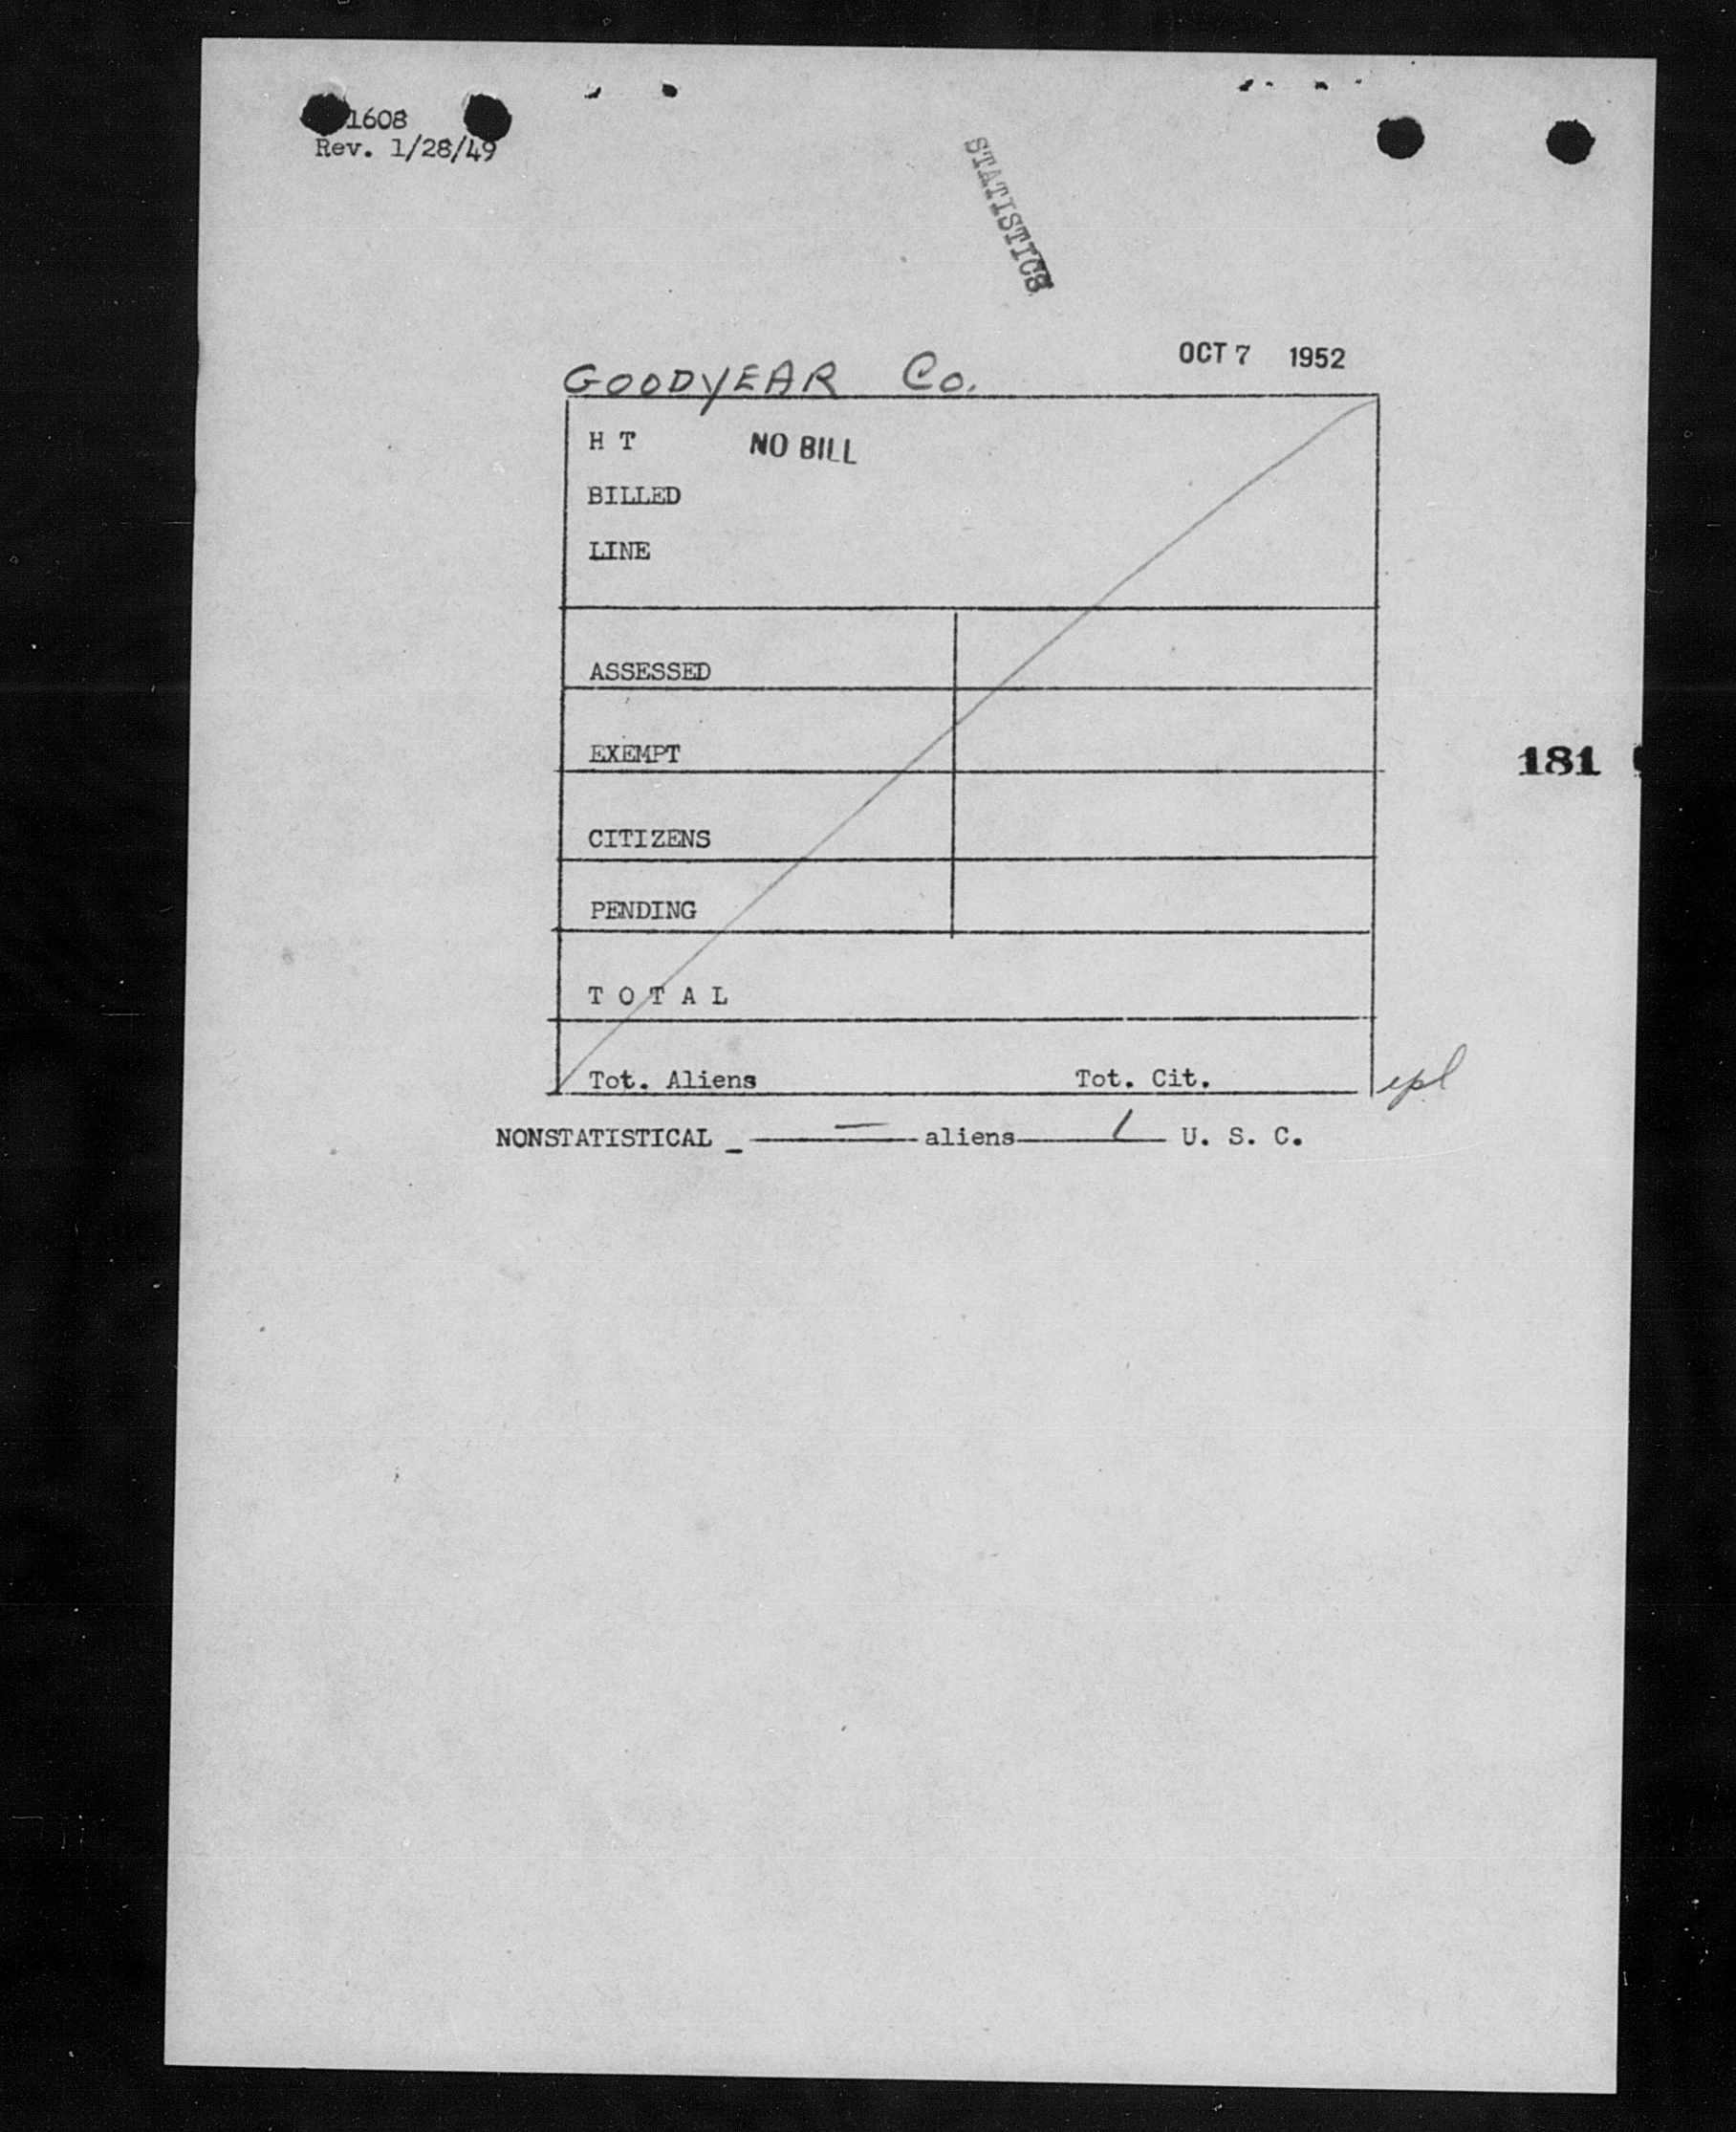 1608
Rev. 1/28/49
STATISTICS
OCT 7 1952
GOODYEAR Co.
H T NO BILL
BILLED
LINE
ASSESSED
EXEMPT
181
CITIZENS
PENDING
T O T A L
Tot. Aliens Tot. Cit.
epl
NONSTATISTICAL _ — aliens 1 U. S. C.